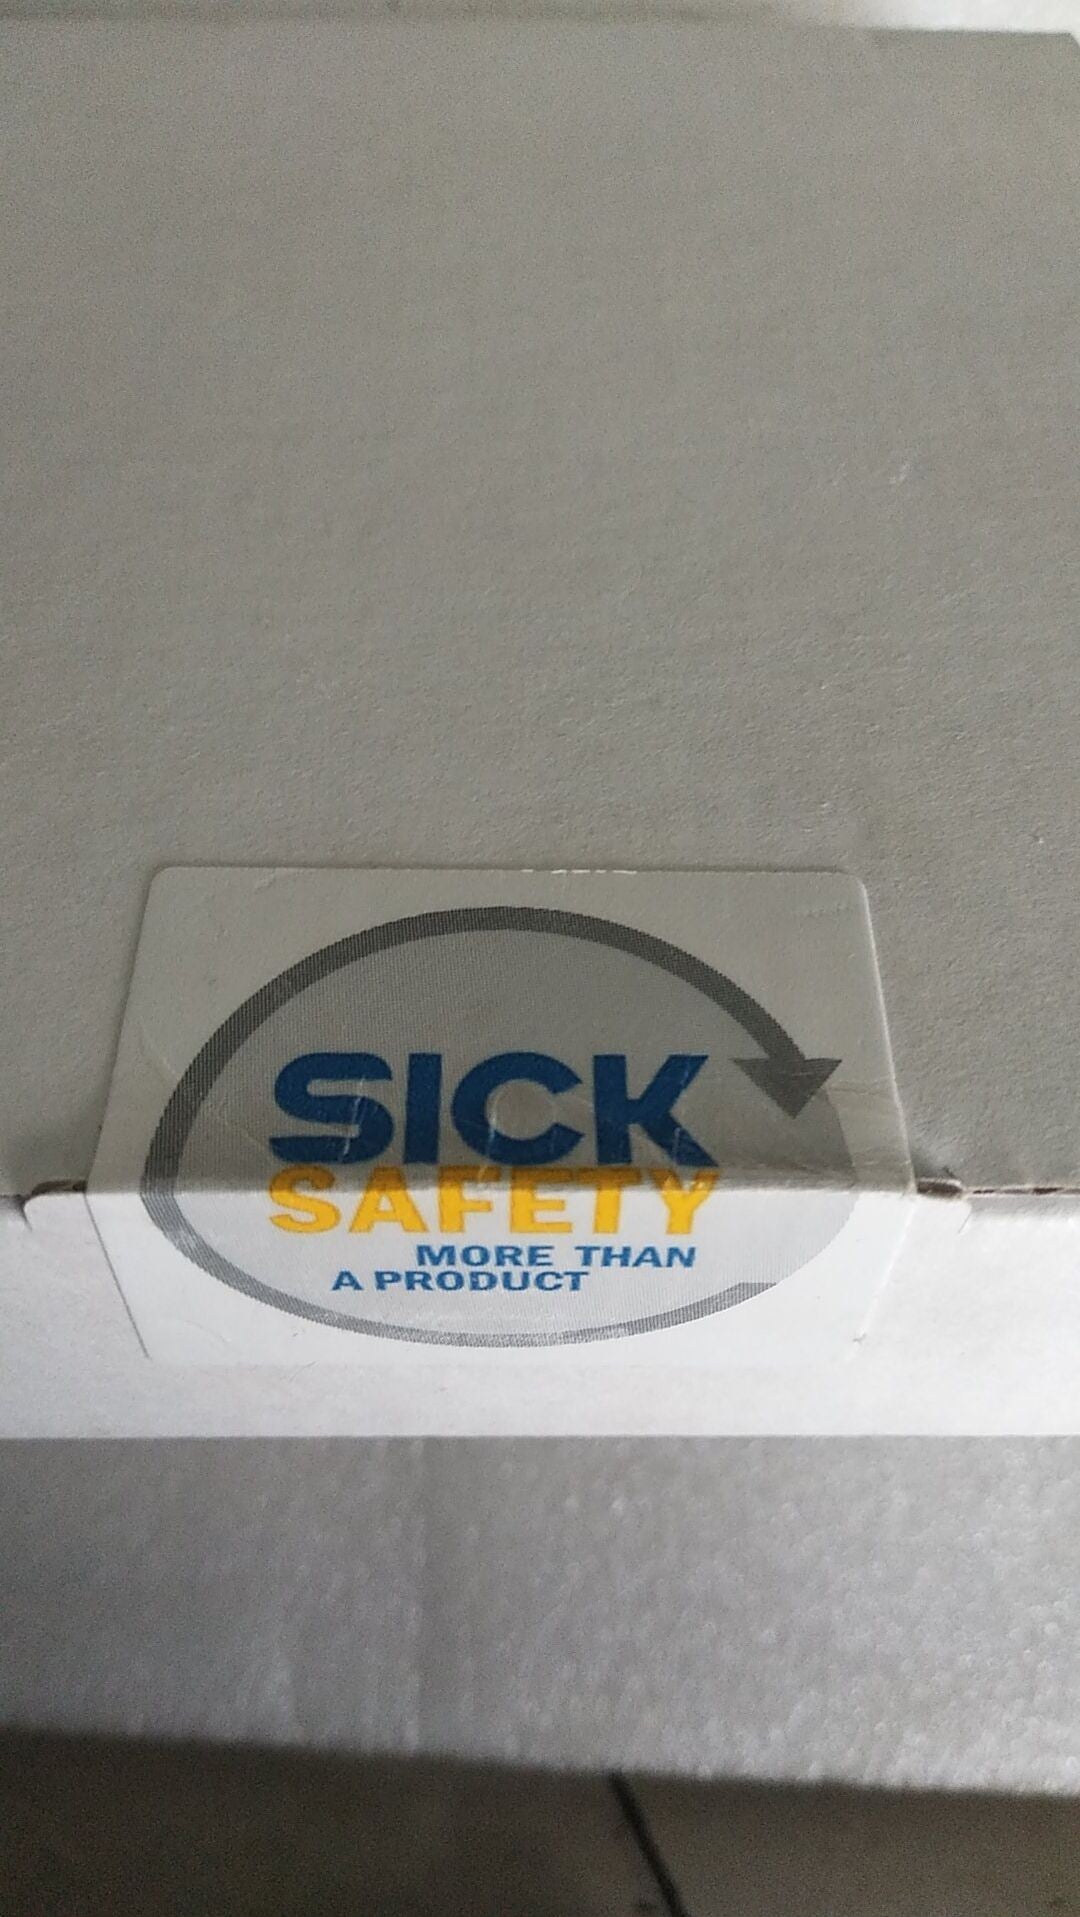 SICK
SAFETY
MORE THAN
A PRODUCT